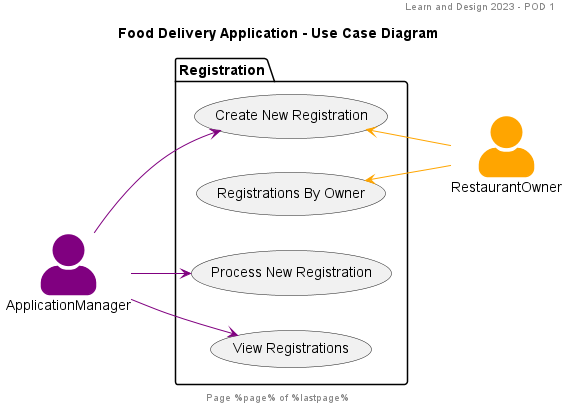 Learn and Design 2023 - POD 1
Food Delivery Application - Use Case Diagram
Registration
Create New Registration
Registrations By Owner
RestaurantOwner
Process New Registration
ApplicationManager
View Registrations
Page %page% of %lastpage%